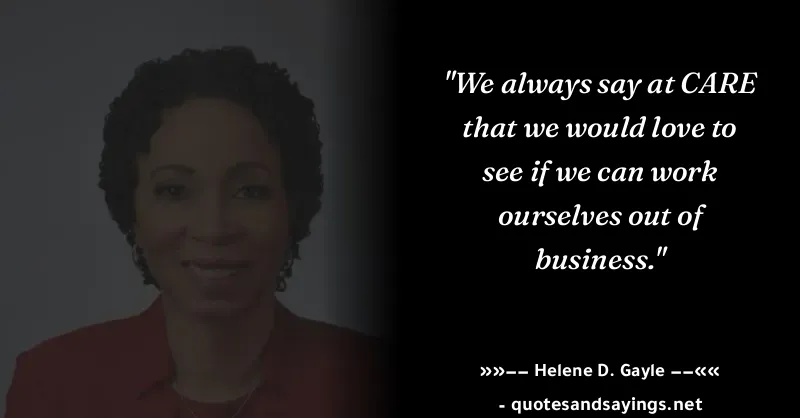 "We always say at CARE
that we would love to
see if we can work
ourselves out of
business."
»»−− Helene D. Gayle −−««
- quotesandsayings.net